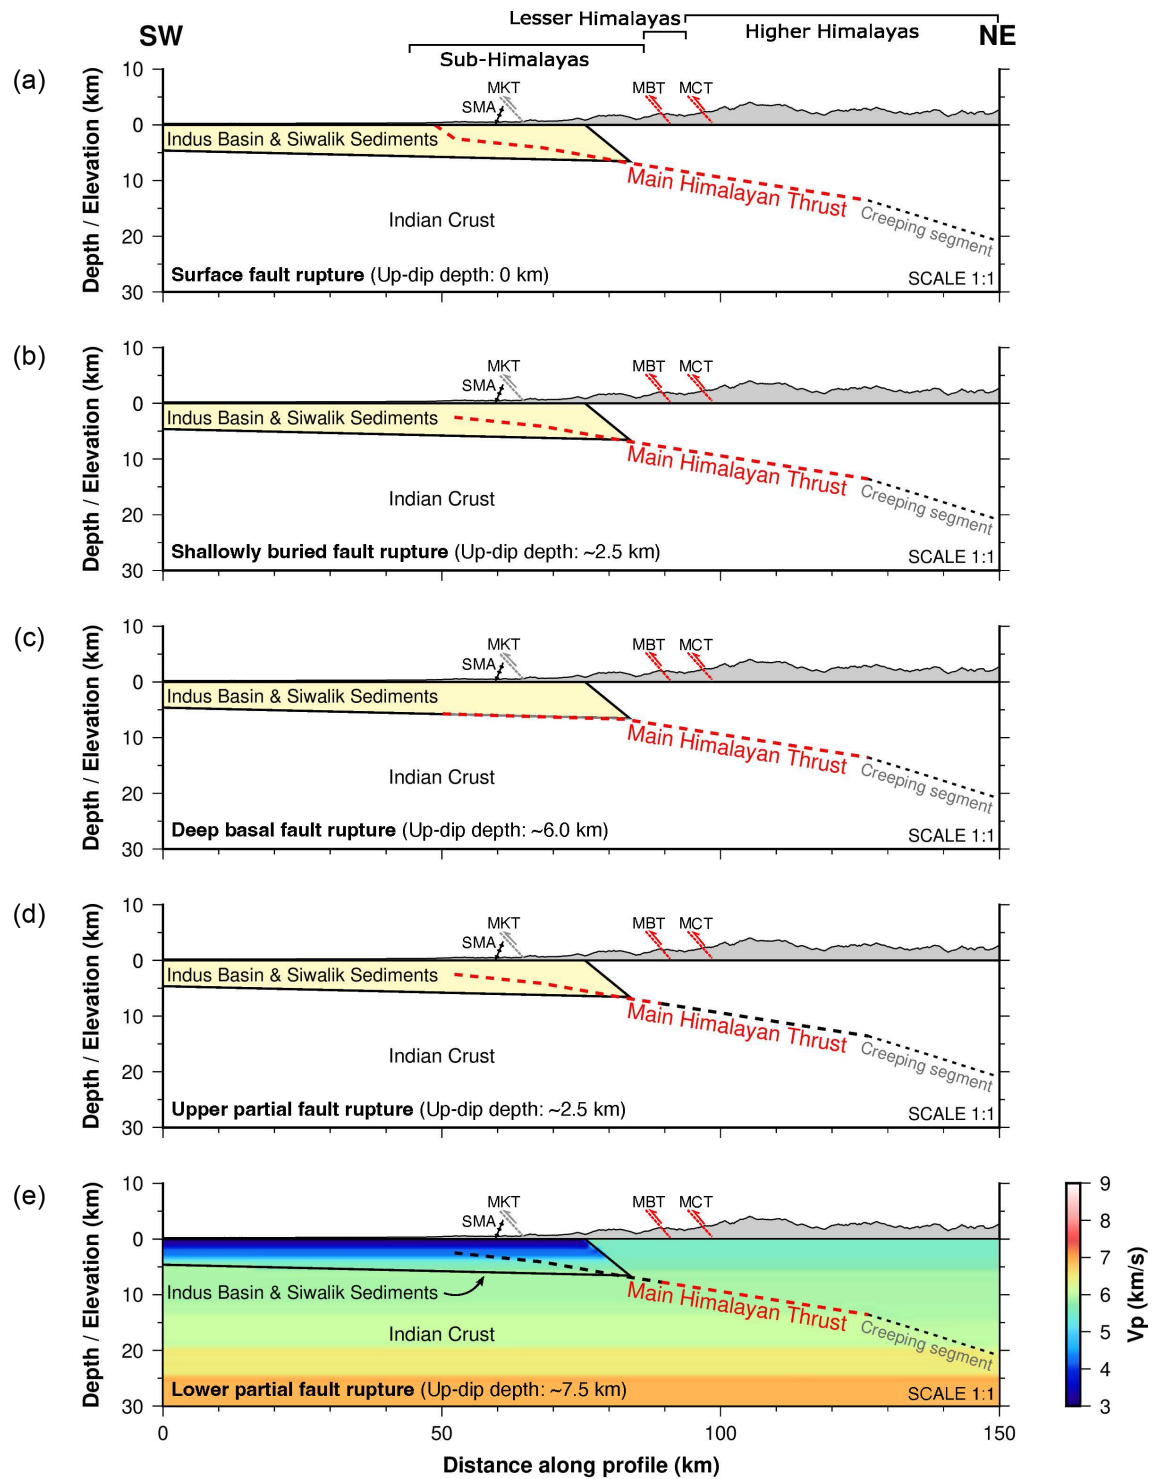 Lesser Himalayas
SW
Higher Himalayas
NE
Sub-Himalayas
(a)
10
0
10
20
30
Depth / Elevation (km)
SMA
MKT
MBT
MCT
Indus Basin & Siwalik Sediments
Main Himalayan Thrust
Creeping segment
Indian Crust
Surface fault rupture (Up-dip depth: 0 km)
SCALE 1:1
(b)
10
0
10
20
30
Depth / Elevation (km)
SMA
MKT
MBT
MCT
Indus Basin & Siwalik Sediments
Main Himalayan Thrust
Creeping segment
Indian Crust
Shallowly buried fault rupture (Up-dip depth: ~2.5 km)
SCALE 1:1
(c)
10
0
10
20
30
Depth / Elevation (km)
SMA
MKT
MBT
MCT
Indus Basin & Siwalik Sediments
Main Himalayan Thrust
Creeping segment
Indian Crust
Deep basal fault rupture (Up-dip depth: ~6.0 km)
SCALE 1:1
(d)
10
0
10
20
30
Depth / Elevation (km)
SMA
MKT
MBT
MCT
Indus Basin & Siwalik Sediments
Main Himalayan Thrust
Creeping segment
Indian Crust
Upper partial fault rupture (Up-dip depth: ~2.5 km)
SCALE 1:1
(e)
10
0
10
20
30
Depth / Elevation (km)
SMA
MKT
MBT
MCT
Indus Basin & Siwalik Sediments
Main Himalayan Thrust
Creeping segment
Indian Crust
Lower partial fault rupture (Up-dip depth: ~7.5 km)
SCALE 1:1
9
8
7
6
5
4
3
Vp (km/s)
0
50
100
150
Distance along profile (km)